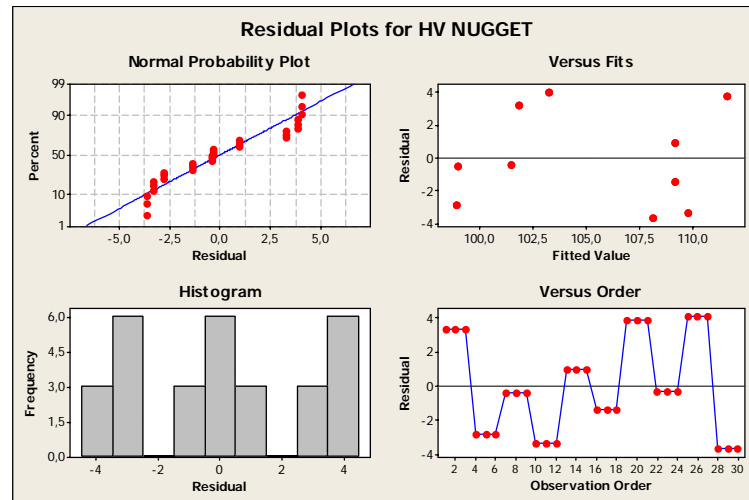 Residual Plots for HV NUGGET
Normal Probability Plot
99
90
50
10
1
Percent
-5,0 -2,5 0,0 2,5 5,0
Residual
Versus Fits
4
2
0
-2
-4
Residual
100,0 102,5 105,0 107,5 110,0
Fitted Value
Histogram
6,0
4,5
3,0
1,5
0,0
Frequency
-4 -2 0 2 4
Residual
Versus Order
4
2
0
-2
-4
Residual
2 4 6 8 10 12 14 16 18 20 22 24 26 28 30
Observation Order